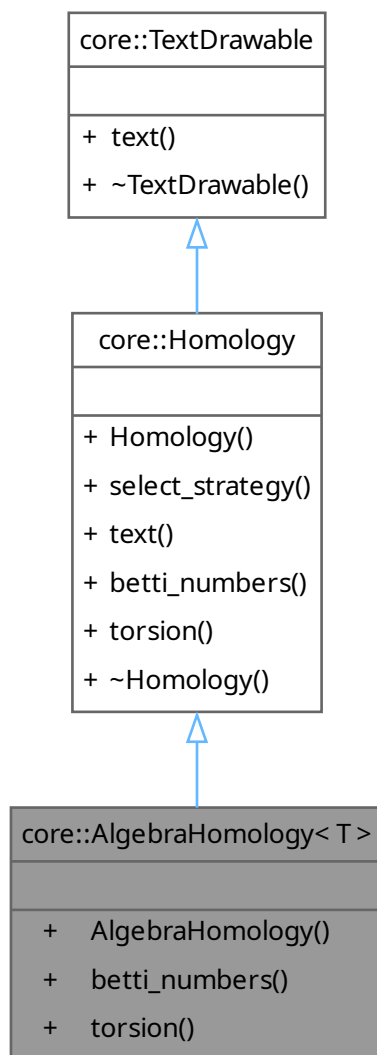 core::TextDrawable
+ text()
+ ~TextDrawable()
core::Homology
+ Homology()
+ select_strategy()
+ text()
+ betti_numbers()
+ torsion()
+ ~Homology()
core::AlgebraHomology< T >
+ AlgebraHomology()
+ betti_numbers()
+ torsion()